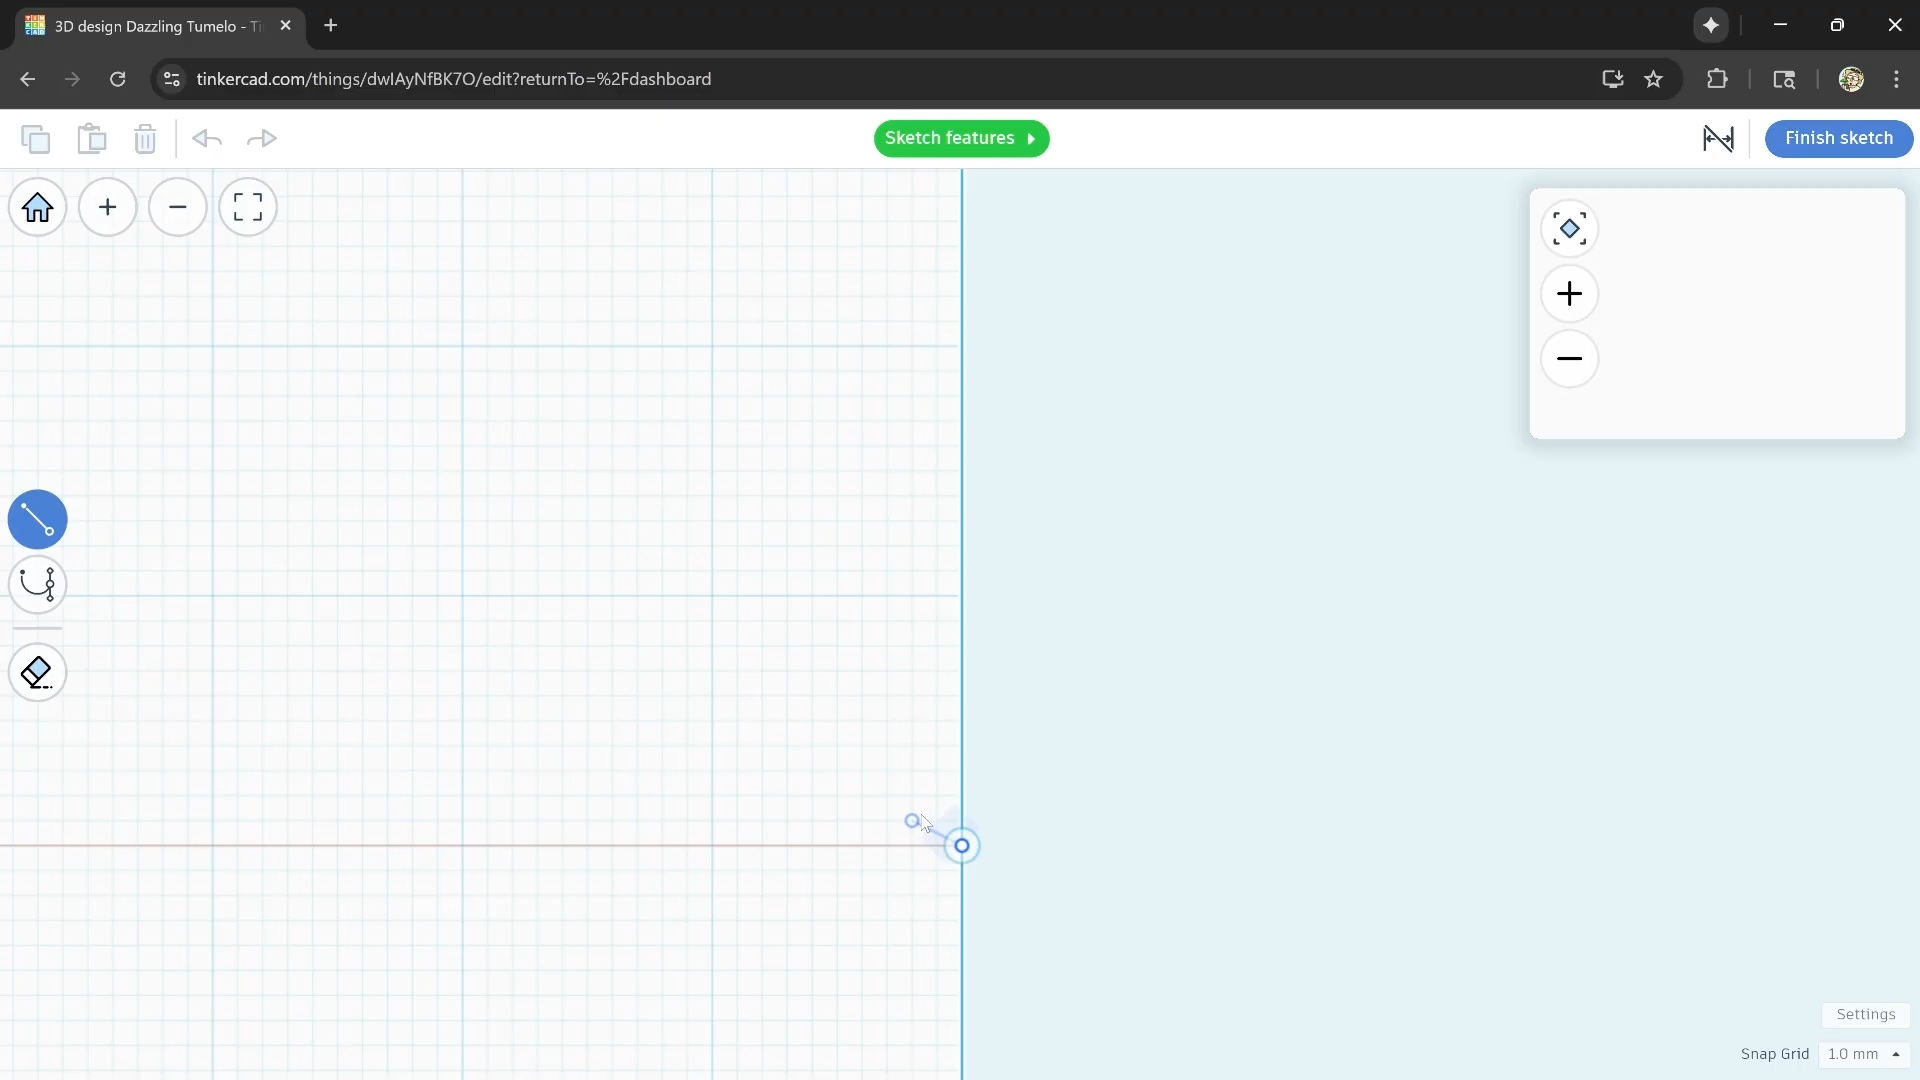 3D design Dazzling Tumelo - Ti
tinkercad.com/things/dwlAyNfBK7O/edit?returnTo=%2Fdashboard
Sketch features
Finish sketch
Settings
Snap Grid 1.0 mm